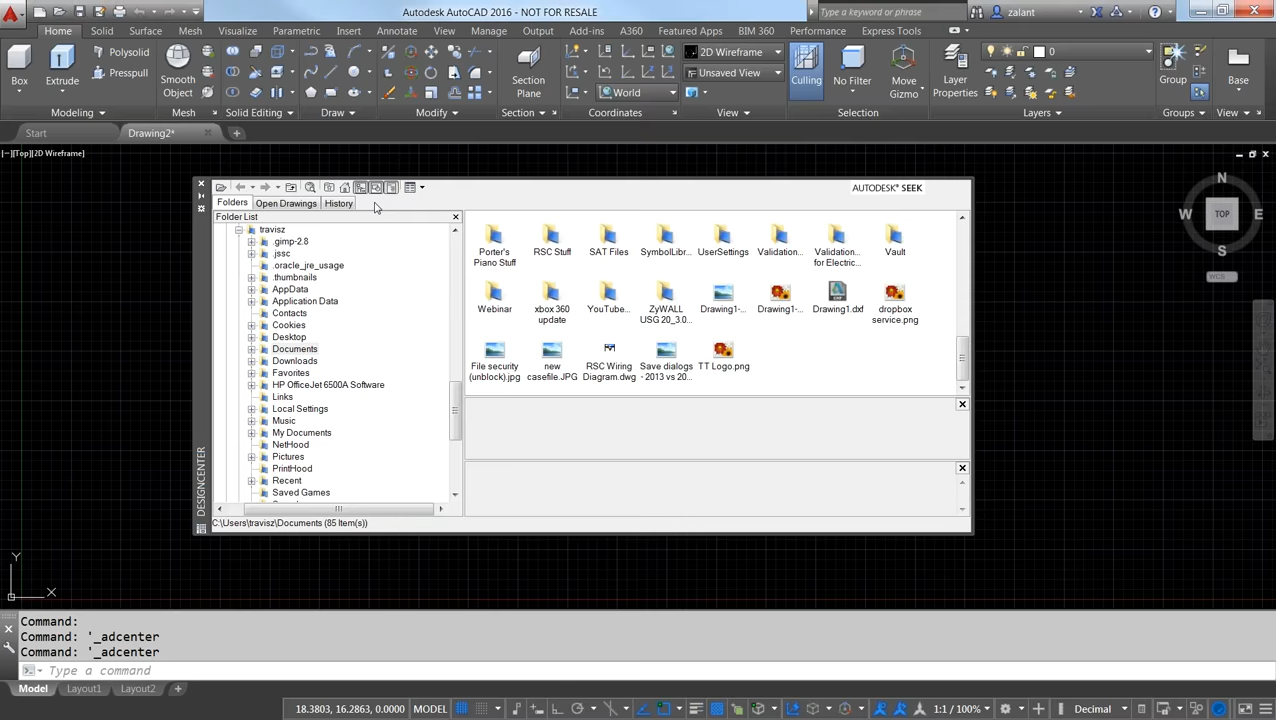 Autodesk AutoCAD 2016 - NOT FOR RESALE
Type a keyword or phrase
zalant
Home Solid Surface Mesh Visualize Parametric Insert Annotate View Manage Output Add-ins A360 Featured Apps BIM 360 Performance Express Tools
Box
Extrude
Polysolid
Presspull
Smooth
Object
Section
Plane
2D Wireframe
Unsaved View
World
Culling
No Filter
Move
Gizmo
Layer
Properties
0
Group
Base
Modeling Mesh Solid Editing Draw Modify Section Coordinates View Selection Layers Groups View
Start Drawing2*
[−][Top][2D Wireframe]
AUTODESK® SEEK
Folders Open Drawings History
Folder List
travisz
.gimp-2.8
.jssc
.oracle_jre_usage
.thumbnails
AppData
Application Data
Contacts
Cookies
Desktop
Documents
Downloads
Favorites
HP OfficeJet 6500A Software
Links
Local Settings
Music
My Documents
NetHood
Pictures
PrintHood
Recent
Saved Games
Porter's
Piano Stuff
RSC Stuff
SAT Files
SymbolLibr...
UserSettings
Validation...
Validation...
for Electric...
Vault
Webinar
xbox 360
update
YouTube...
ZyWALL
USG 20_3.0...
Drawing1-...
Drawing1-...
Drawing1.dxf
dropbox
service.png
File security
(unblock).jpg
new
casefile.JPG
RSC Wiring
Diagram.dwg
Save dialogs
- 2013 vs 20...
TT Logo.png
C:\Users\travisz\Documents (85 Item(s))
DESIGNCENTER
N
W TOP E
S
WCS
Y
X
Command:
Command: '_adcenter
Command: '_adcenter
Type a command
Model Layout1 Layout2
18.3803, 16.2863, 0.0000 MODEL 1:1 / 100% Decimal